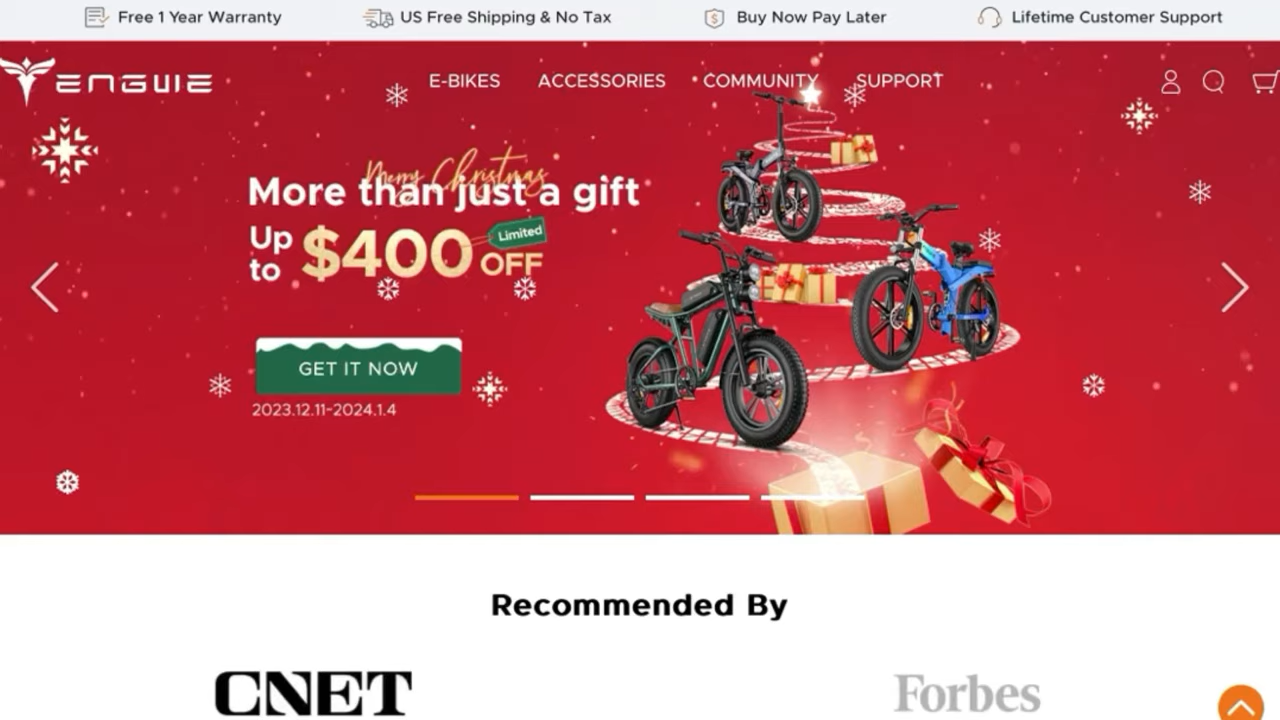 Free 1 Year Warranty
US Free Shipping & No Tax
Buy Now Pay Later
Lifetime Customer Support
ENGWE
E-BIKES
ACCESSORIES
COMMUNITY
SUPPORT
Merry Christmas
More than just a gift
Up to $400 OFF
Limited
GET IT NOW
2023.12.11-2024.1.4
Recommended By
CNET
Forbes